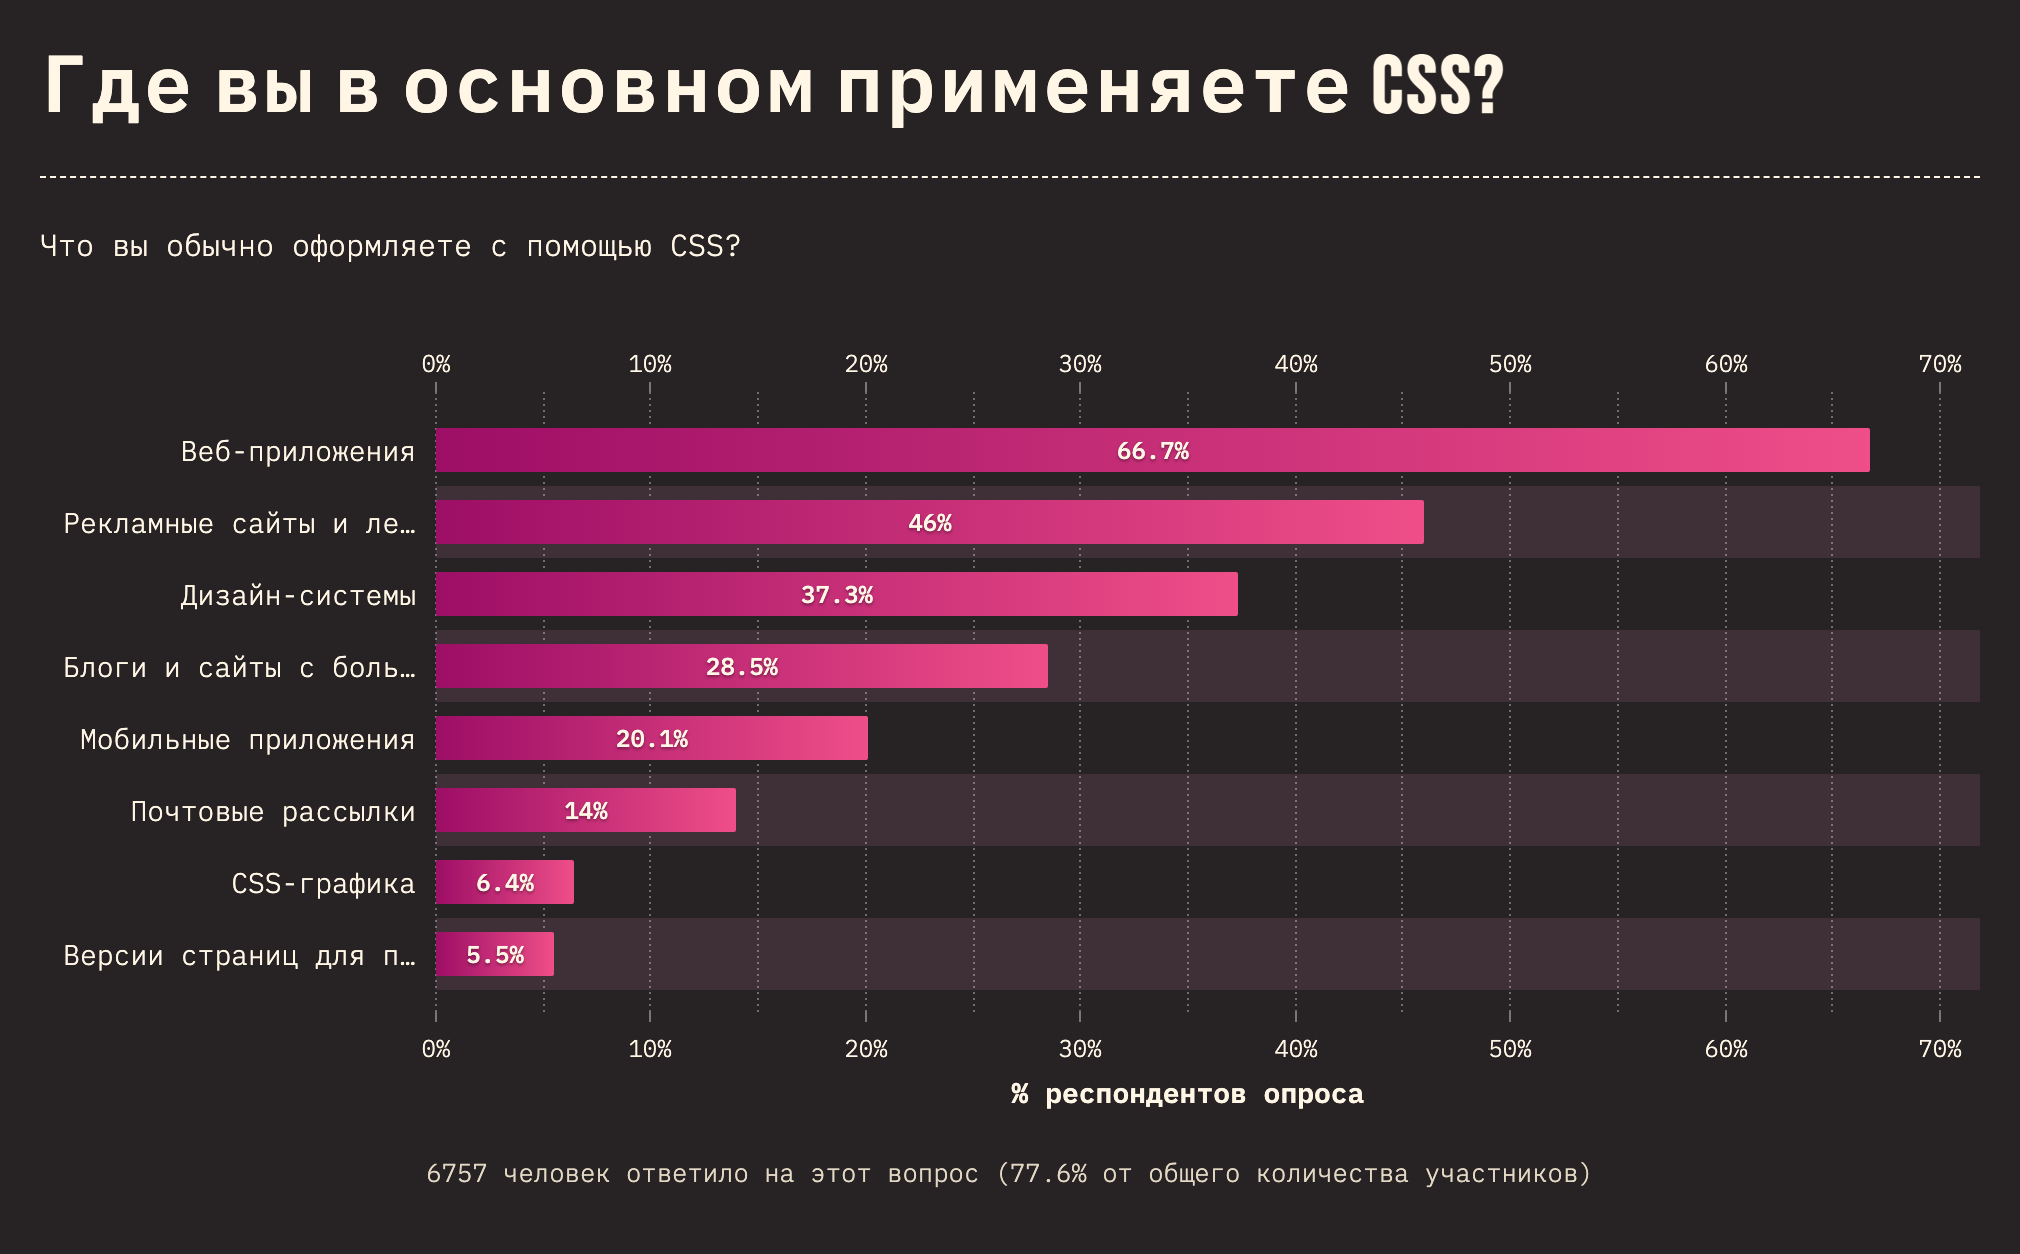 Где вы в основном применяете CSS?
Что вы обычно оформляете с помощью CSS?
0% 10% 20% 30% 40% 50% 60% 70%
Веб-приложения 66.7%
Рекламные сайты и ле… 46%
Дизайн-системы 37.3%
Блоги и сайты с боль… 28.5%
Мобильные приложения 20.1%
Почтовые рассылки 14%
CSS-графика 6.4%
Версии страниц для п… 5.5%
0% 10% 20% 30% 40% 50% 60% 70%
% респондентов опроса
6757 человек ответило на этот вопрос (77.6% от общего количества участников)